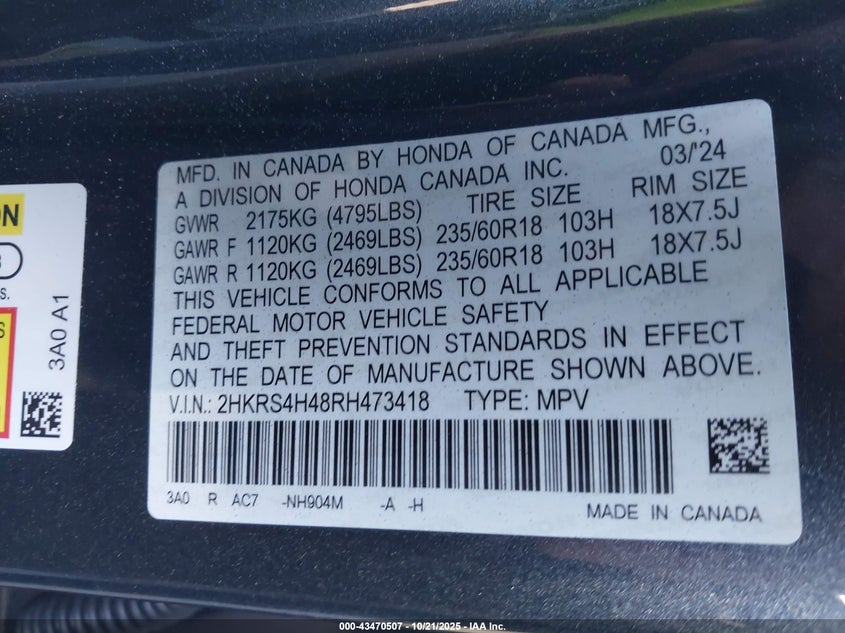 MFD. IN CANADA BY HONDA OF CANADA MFG.,
A DIVISION OF HONDA CANADA INC. 03/'24
GVWR 2175KG (4795LBS) TIRE SIZE RIM SIZE
GAWR F 1120KG (2469LBS) 235/60R18 103H 18X7.5J
GAWR R 1120KG (2469LBS) 235/60R18 103H 18X7.5J
THIS VEHICLE CONFORMS TO ALL APPLICABLE
FEDERAL MOTOR VEHICLE SAFETY
AND THEFT PREVENTION STANDARDS IN EFFECT
ON THE DATE OF MANUFACTURE SHOWN ABOVE.
V.I.N.: 2HKRS4H48RH473418 TYPE: MPV
3A0 R AC7 -NH904M -A -H
MADE IN CANADA
3A0 A1
000-43470507 - 10/21/2025 - IAA Inc.